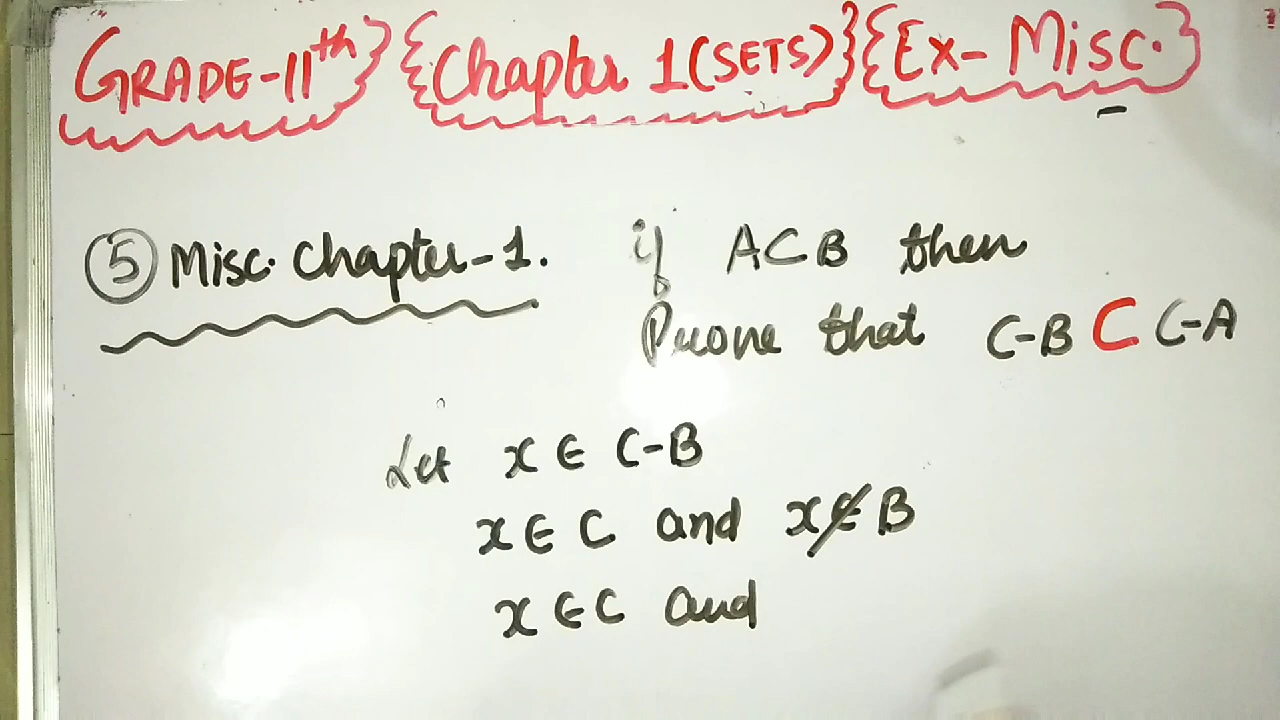 GRADE-11th} {Chapter 1(SETS)} {Ex- Misc.}
⑤ Misc. Chapter-1. if A⊂B then
Prove that C-B ⊂ C-A
Let x ∈ C-B
x ∈ C and x ∉ B
x ∈ C and